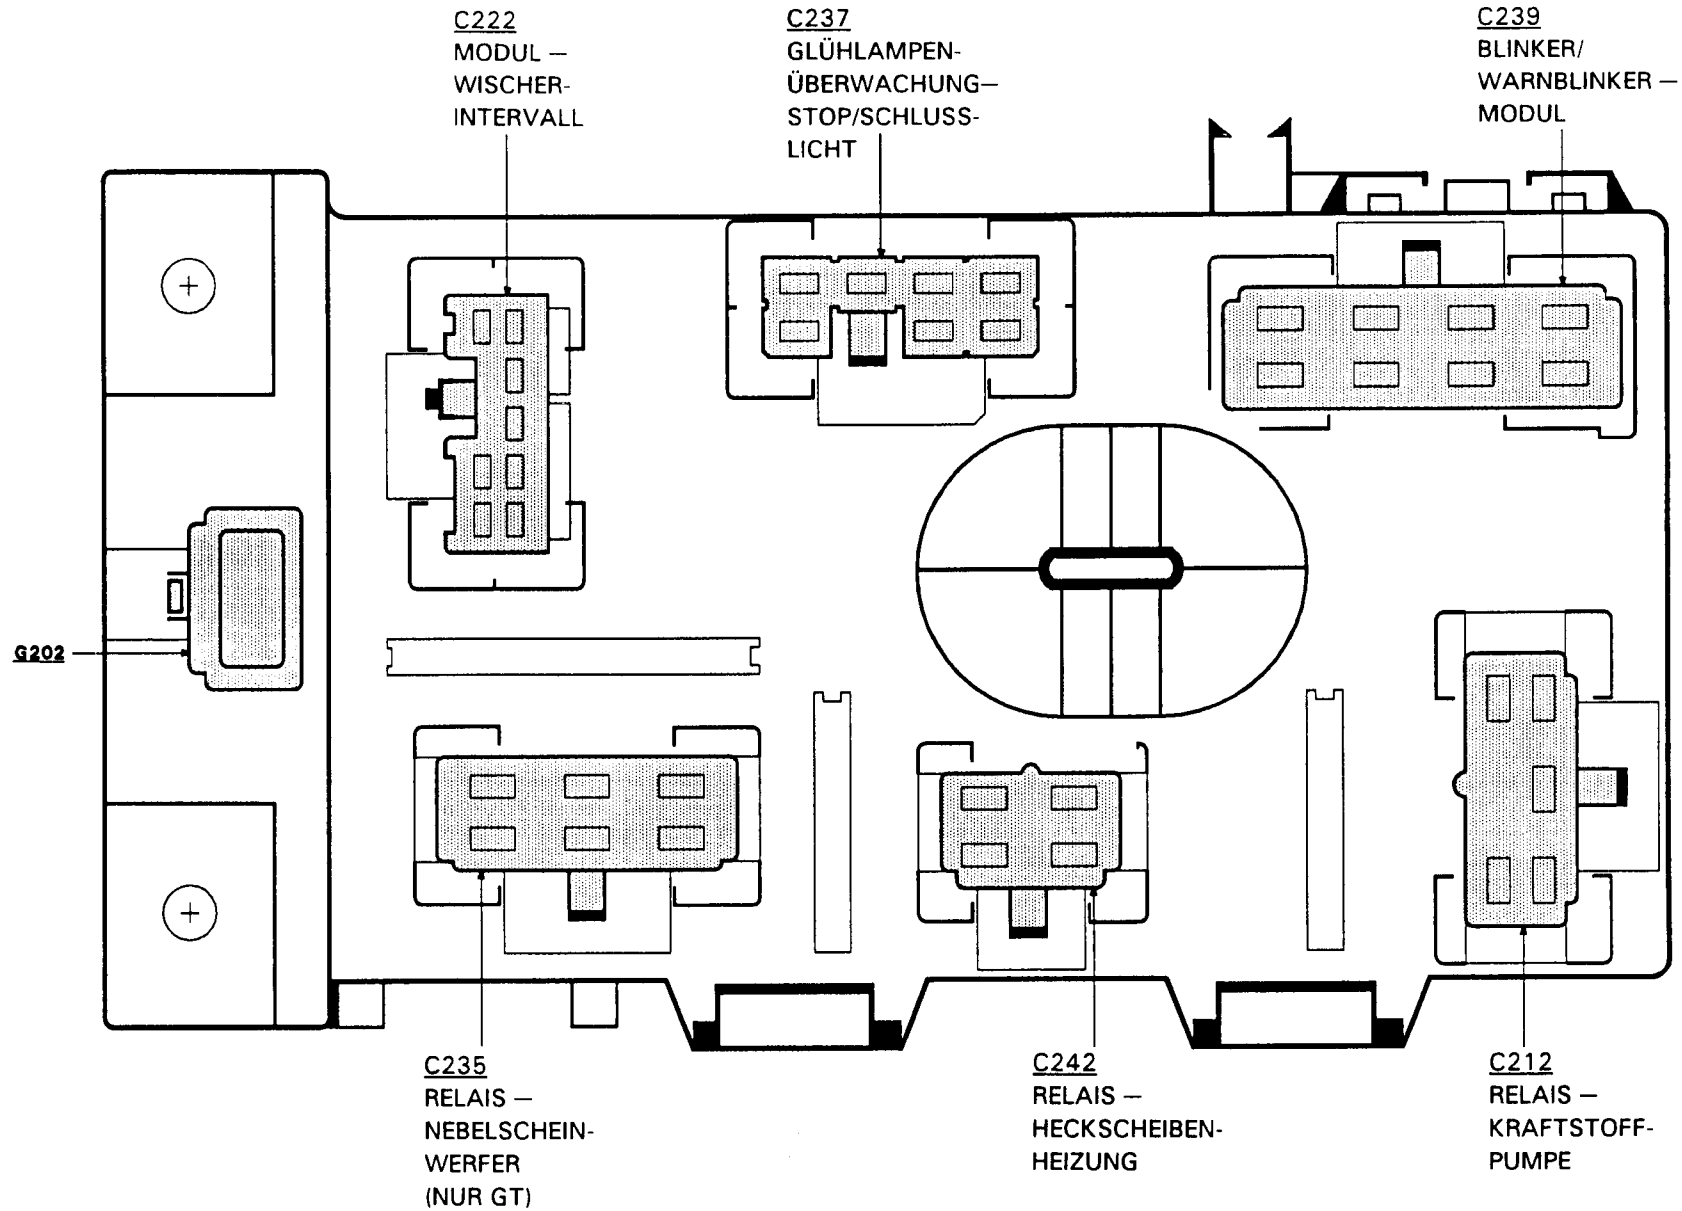 C222
MODUL —
WISCHER-
INTERVALL
C237
GLÜHLAMPEN-
ÜBERWACHUNG—
STOP/SCHLUSS-
LICHT
C239
BLINKER/
WARNBLINKER —
MODUL
G202
C235
RELAIS —
NEBELSCHEIN-
WERFER
(NUR GT)
C242
RELAIS —
HECKSCHEIBEN-
HEIZUNG
C212
RELAIS —
KRAFTSTOFF-
PUMPE